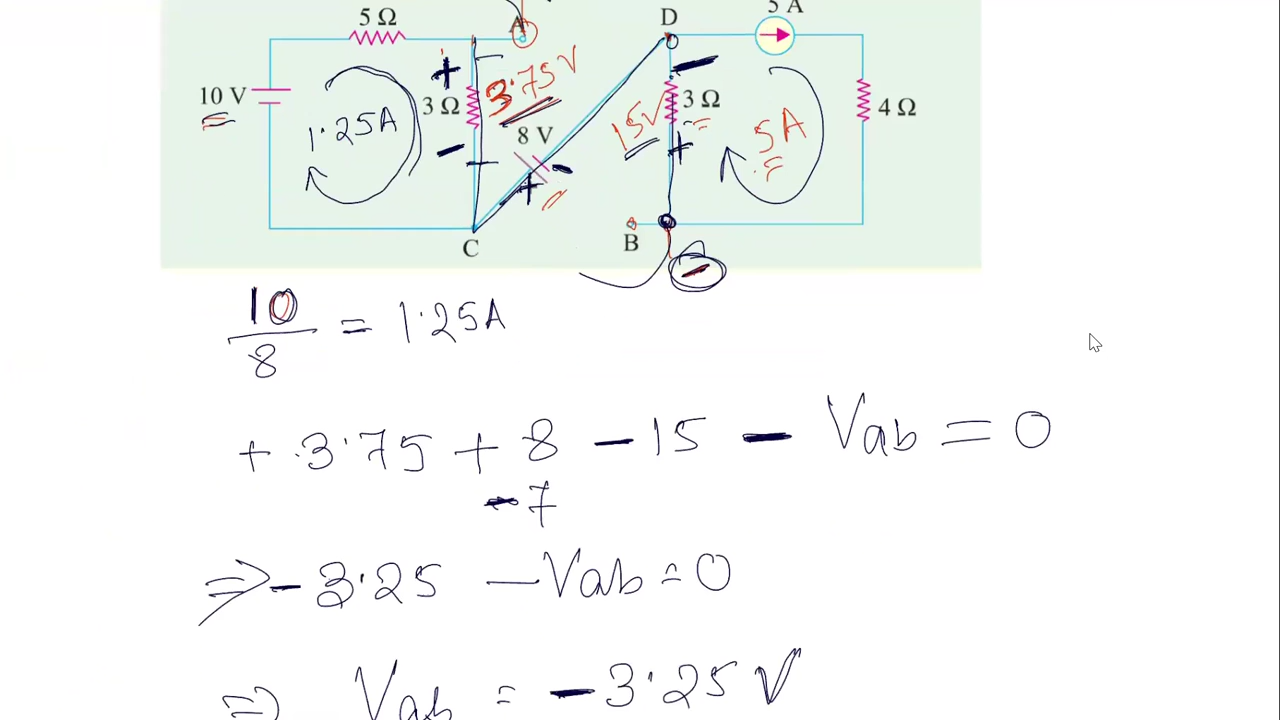 5 A
5 Ω
A
D
+
3.75 V
10 V
1.25A
3 Ω
8 V
15V
3 Ω
5A
4 Ω
-
+
-
+
-
C
B
-
10/8 = 1.25A
+ 3.75 + 8 - 15 - Vab = 0
-7
⇒ - 3.25 - Vab = 0
⇒ Vab = - 3.25 V